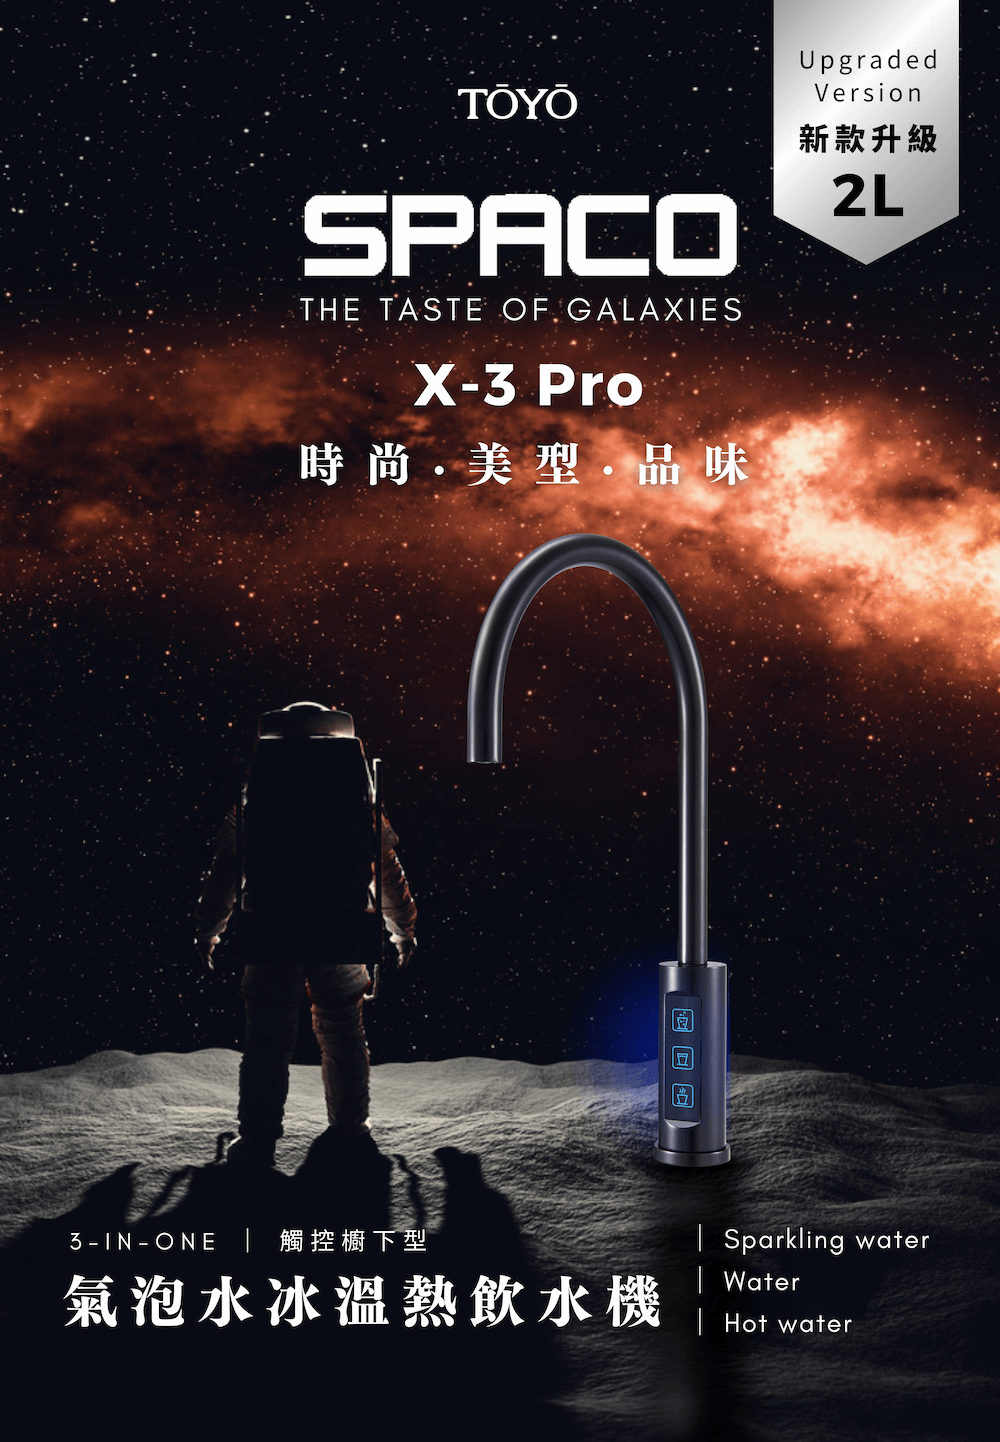 Upgraded
Version
新款升級
2L
TŌYŌ
SPACO
THE TASTE OF GALAXIES
X-3 Pro
時尚·美型·品味
3-IN-ONE | 觸控櫥下型
氣泡水冰溫熱飲水機
| Sparkling water
| Water
| Hot water